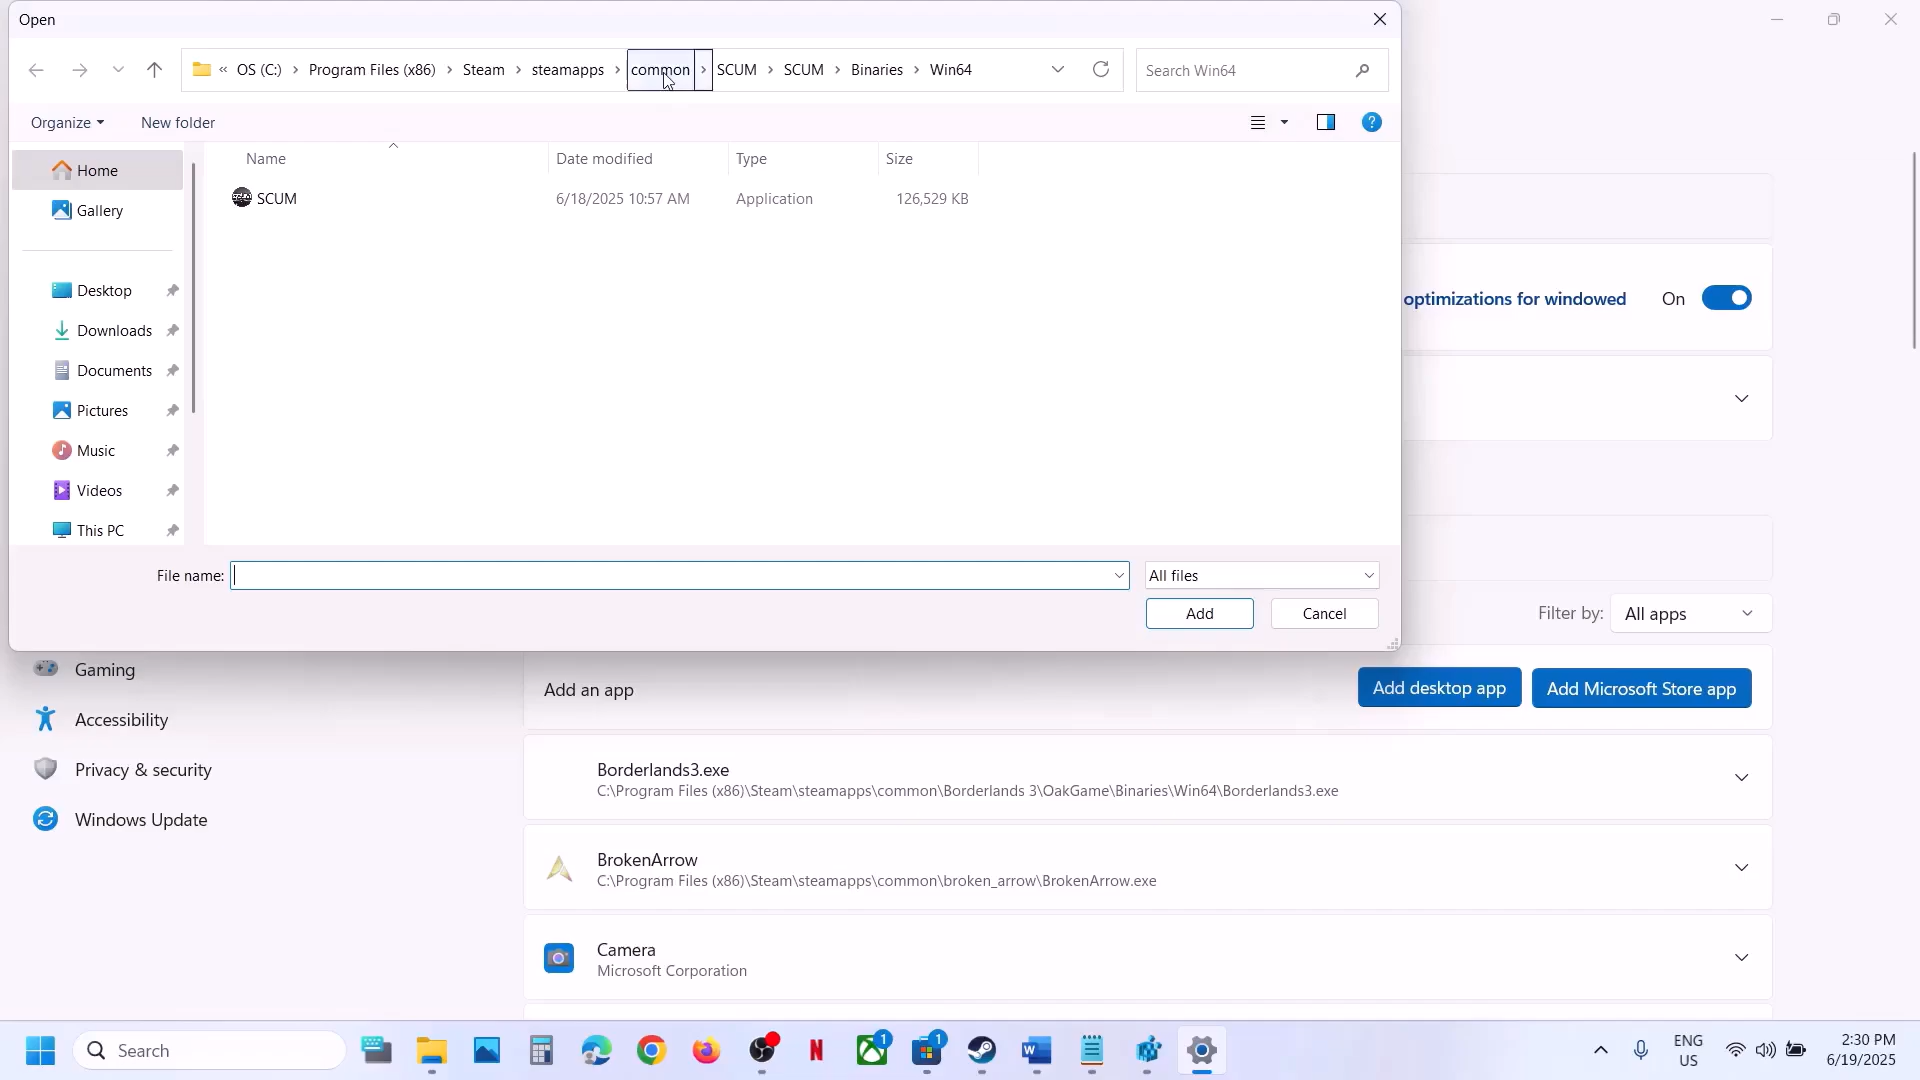 Open
« OS (C:) > Program Files (x86) > Steam > steamapps > common > SCUM > SCUM > Binaries > Win64
Search Win64
Organize
New folder
Name
Date modified
Type
Size
SCUM
6/18/2025 10:57 AM
Application
126,529 KB
Home
Gallery
Desktop
Downloads
Documents
Pictures
Music
Videos
This PC
File name:
All files
Add
Cancel
optimizations for windowed
On
Filter by:
All apps
Gaming
Accessibility
Privacy & security
Windows Update
Add an app
Add desktop app
Add Microsoft Store app
Borderlands3.exe
C:\Program Files (x86)\Steam\steamapps\common\Borderlands 3\OakGame\Binaries\Win64\Borderlands3.exe
BrokenArrow
C:\Program Files (x86)\Steam\steamapps\common\broken_arrow\BrokenArrow.exe
Camera
Microsoft Corporation
Search
N
1
1
ENG
US
2:30 PM
6/19/2025